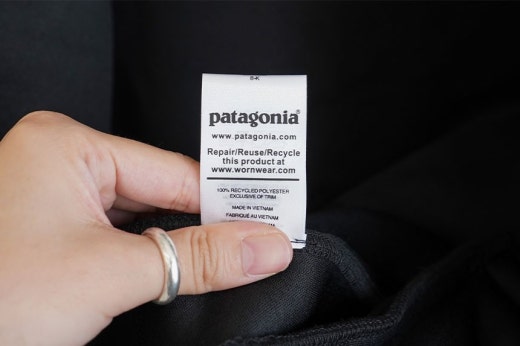 patagonia®
www.patagonia.com
Repair/Reuse/Recycle
this product at
www.wornwear.com
100% RECYCLED POLYESTER
EXCLUSIVE OF TRIM
MADE IN VIETNAM
FABRIQUÉ AU VIETNAM